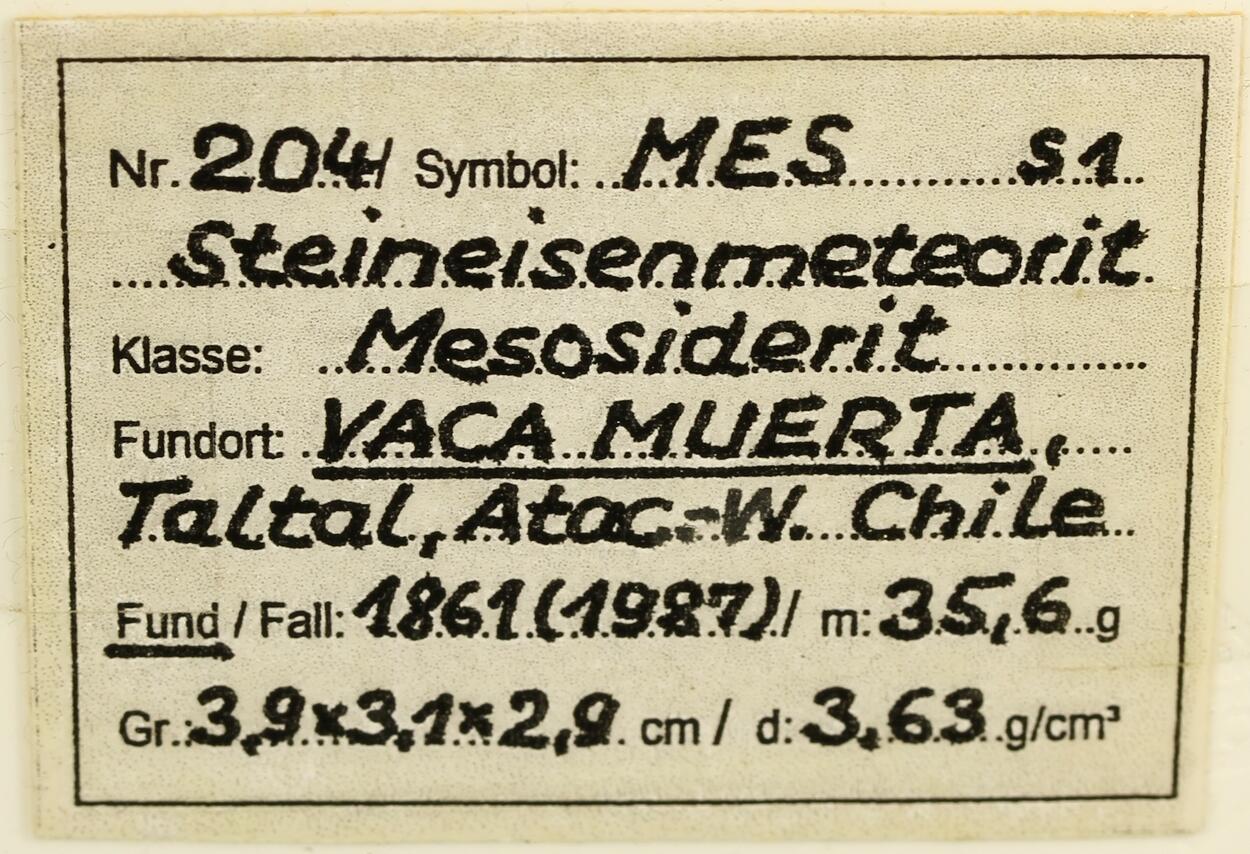 Nr. 204 / Symbol: MES S1
Steineisenmeteorit
Klasse: Mesosiderit
Fundort: VACA MUERTA,
Taltal, Atac.-W. Chile
Fund / Fall: 1861 (1987) / m: 35,6 g
Gr.: 3,9x3,1x2,9 cm / d: 3,63 g/cm³